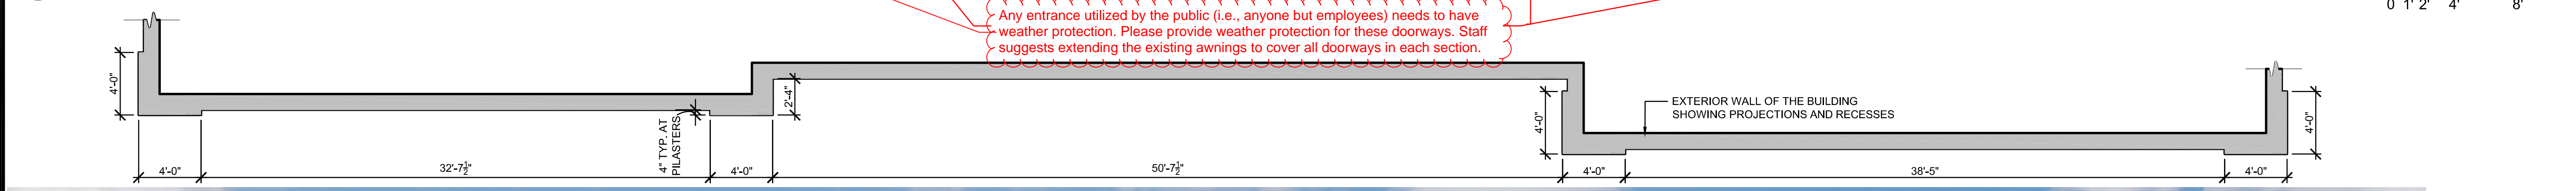 0 1' 2' 4' 8'
Any entrance utilized by the public (i.e., anyone but employees) needs to have
weather protection. Please provide weather protection for these doorways. Staff
suggests extending the existing awnings to cover all doorways in each section.
4'-0"
2'-4"
4" TYP. AT
PILASTERS
4'-0"
EXTERIOR WALL OF THE BUILDING
SHOWING PROJECTIONS AND RECESSES
4'-0"
4'-0"
32'-7½"
4'-0"
50'-7½"
4'-0"
38'-5"
4'-0"